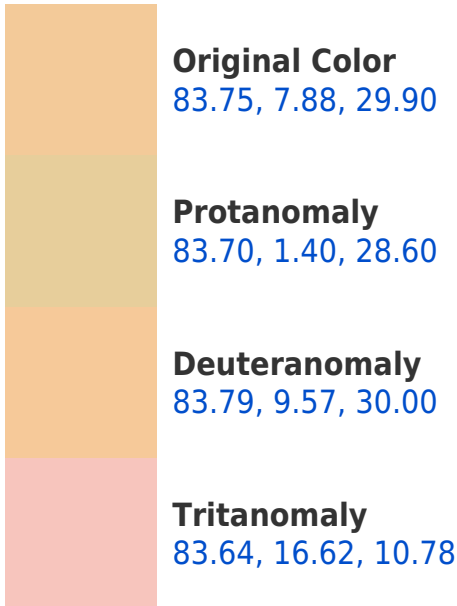 Original Color
83.75, 7.88, 29.90
Protanomaly
83.70, 1.40, 28.60
Deuteranomaly
83.79, 9.57, 30.00
Tritanomaly
83.64, 16.62, 10.78